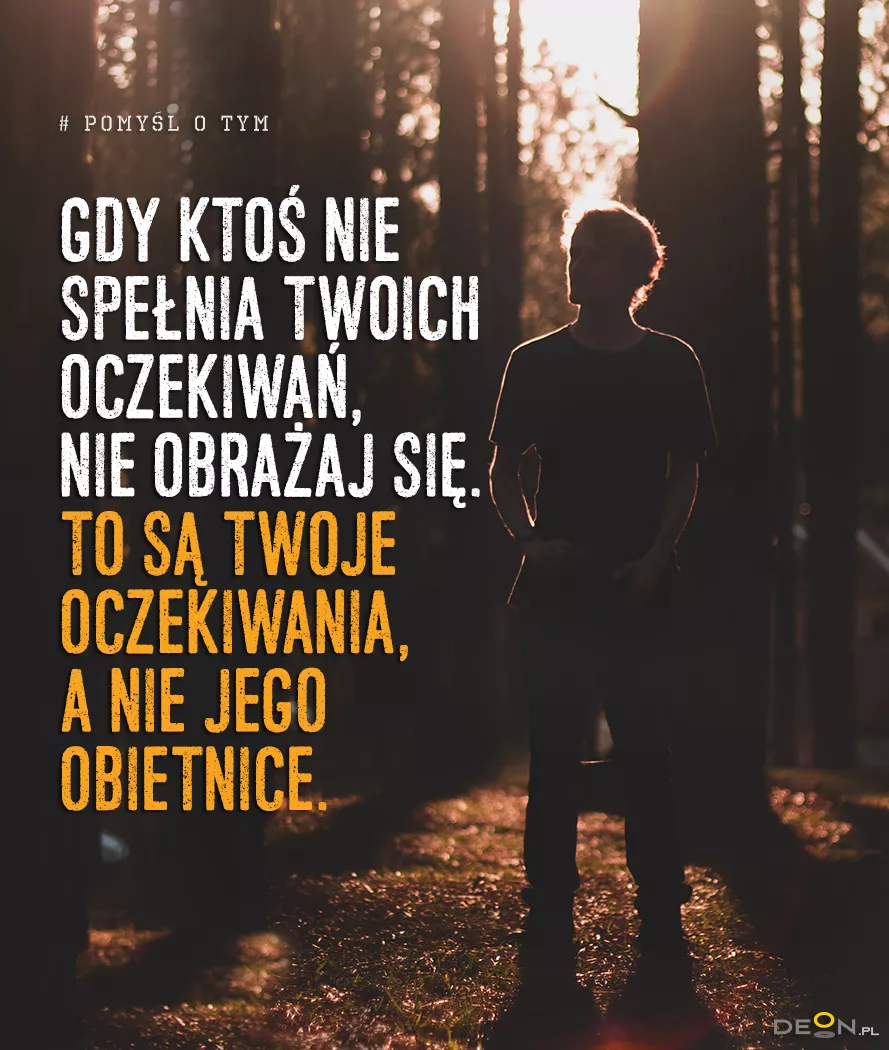 # POMYŚL O TYM
GDY KTOŚ NIE
SPEŁNIA TWOICH
OCZEKIWAŃ,
NIE OBRAŻAJ SIĘ.
TO SĄ TWOJE
OCZEKIWANIA,
A NIE JEGO
OBIETNICE.
DEON.PL